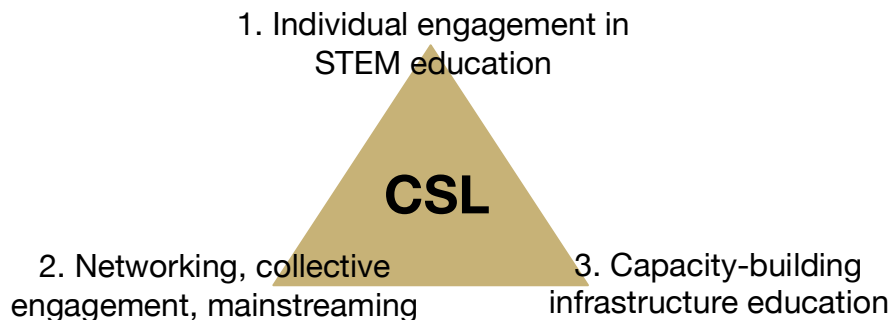 1. Individual engagement in
STEM education
CSL
2. Networking, collective
engagement, mainstreaming
3. Capacity-building
infrastructure education